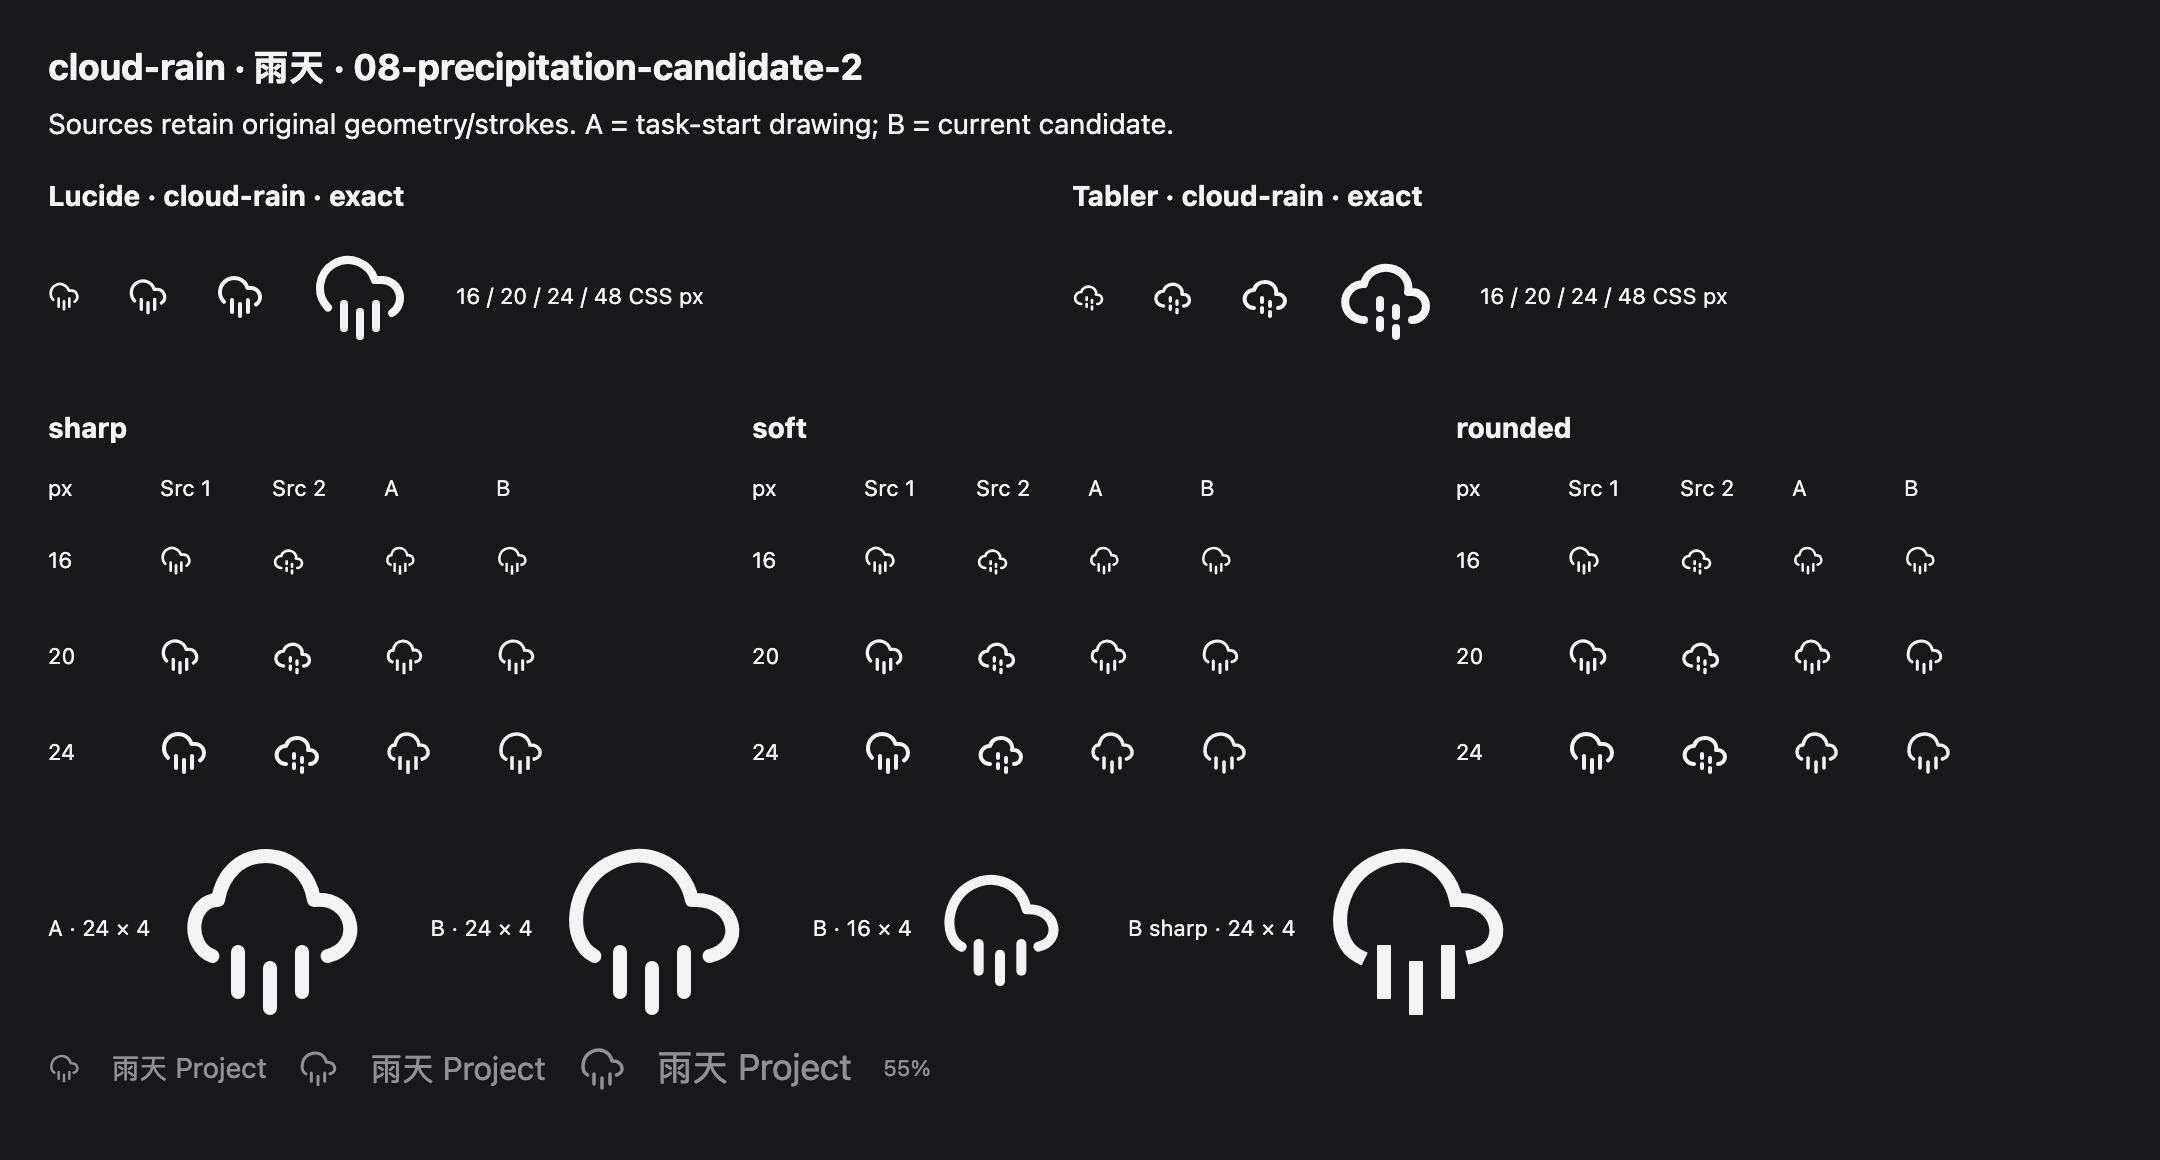 cloud-rain · 雨天 · 08-precipitation-candidate-2
Sources retain original geometry/strokes. A = task-start drawing; B = current candidate.
Lucide · cloud-rain · exact
Tabler · cloud-rain · exact
16 / 20 / 24 / 48 CSS px
16 / 20 / 24 / 48 CSS px
sharp
soft
rounded
px Src 1 Src 2 A B
px Src 1 Src 2 A B
px Src 1 Src 2 A B
16
16
16
20
20
20
24
24
24
A · 24 × 4
B · 24 × 4
B · 16 × 4
B sharp · 24 × 4
雨天 Project
雨天 Project
雨天 Project
55%